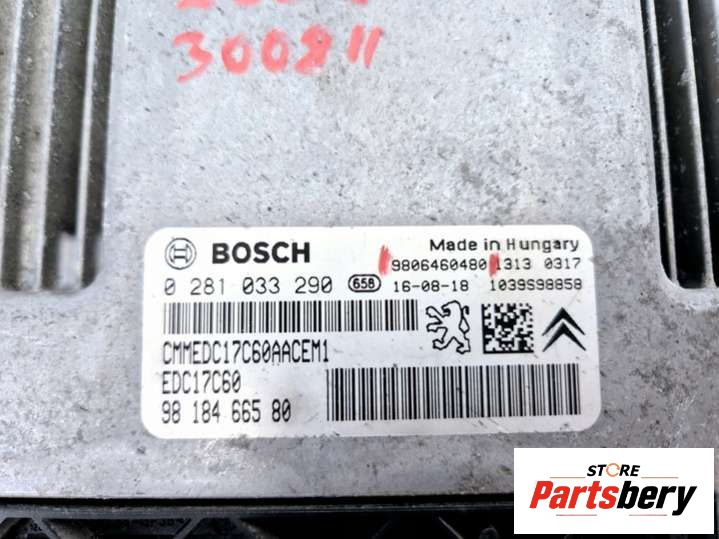 3008 II
BOSCH
Made in Hungary
9806460480 1313 0317
0 281 033 290 658 16-08-18 1039S98858
CMMEDC17C60AACEM1
EDC17C60
98 184 665 80
STORE
Partsbery